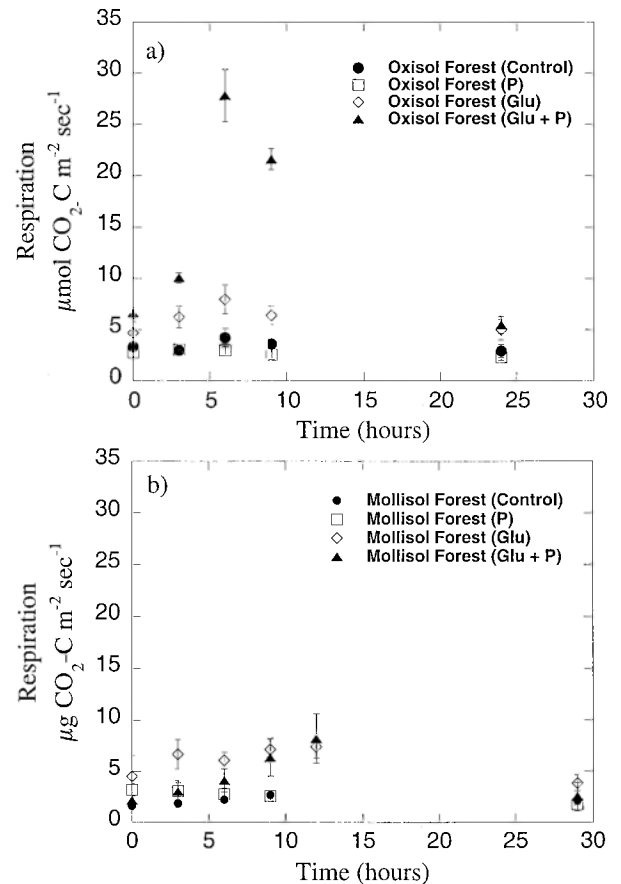 a)
35
30
25
20
15
10
5
0
Respiration
μmol CO2- C m-2 sec-1
Oxisol Forest (Control)
Oxisol Forest (P)
Oxisol Forest (Glu)
Oxisol Forest (Glu + P)
0 5 10 15 20 25 30
Time (hours)
b)
35
30
25
20
15
10
5
0
Respiration
μg CO2-C m-2 sec-1
Mollisol Forest (Control)
Mollisol Forest (P)
Mollisol Forest (Glu)
Mollisol Forest (Glu + P)
0 5 10 15 20 25 30
Time (hours)